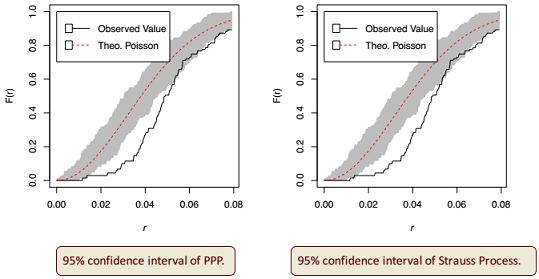 Observed Value
Theo. Poisson
F(r)
1.0
0.8
0.6
0.4
0.2
0.0
0.00 0.02 0.04 0.06 0.08
r
95% confidence interval of PPP.
Observed Value
Theo. Poisson
F(r)
1.0
0.8
0.6
0.4
0.2
0.0
0.00 0.02 0.04 0.06 0.08
r
95% confidence interval of Strauss Process.